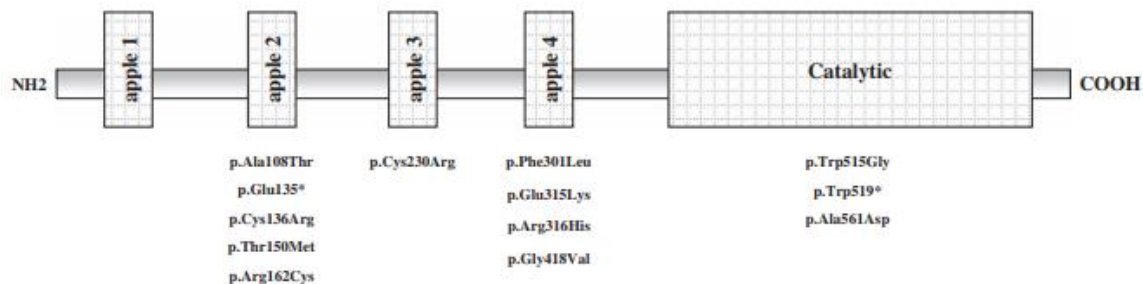 apple 1
apple 2
apple 3
apple 4
Catalytic
NH2
COOH
p.Ala108Thr
p.Glu135*
p.Cys136Arg
p.Thr150Met
p.Arg162Cys
p.Cys230Arg
p.Phe301Leu
p.Glu315Lys
p.Arg316His
p.Gly418Val
p.Trp515Gly
p.Trp519*
p.Ala561Asp